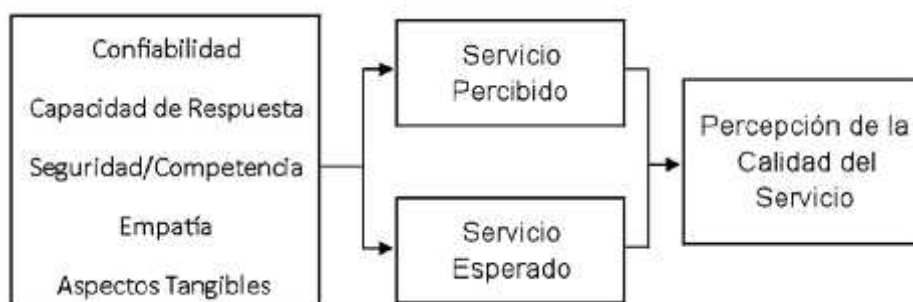 Confiabilidad
Capacidad de Respuesta
Seguridad/Competencia
Empatía
Aspectos Tangibles
Servicio
Percibido
Servicio
Esperado
Percepción de la
Calidad del
Servicio